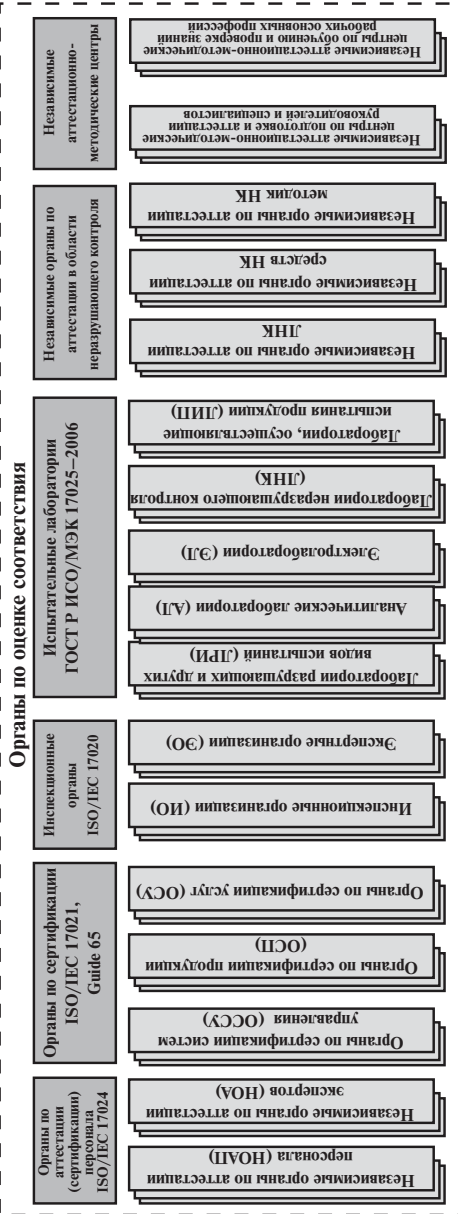 Органы по оценке соответствия
Органы по
аттестации
(сертификации)
персонала
ISO/IEC 17024
Независимые органы по аттестации
персонала (НОАП)
Независимые органы по аттестации
экспертов (НОА)
Органы по сертификации
ISO/IEC 17021,
Guide 65
Органы по сертификации систем
управления (ОССУ)
Органы по сертификации продукции
(ОСП)
Органы по сертификации услуг (ОСУ)
Инспекционные
органы
ISO/IEC 17020
Инспекционные организации (ИО)
Экспертные организации (ЭО)
Испытательные лаборатории
ГОСТ Р ИСО/МЭК 17025–2006
Лаборатории разрушающих и других
видов испытаний (ЛРИ)
Аналитические лаборатории (АЛ)
Электролаборатории (ЭЛ)
Лаборатории неразрушающего контроля
(ЛНК)
Лаборатории, осуществляющие
испытания продукции (ЛИП)
Независимые органы по
аттестации в области
неразрушающего контроля
Независимые органы по аттестации
ЛНК
Независимые органы по аттестации
средств НК
Независимые органы по аттестации
методик НК
Независимые
аттестационно-
методические центры
Независимые аттестационно-методические
центры по подготовке и аттестации
руководителей и специалистов
Независимые аттестационно-методические
центры по обучению и проверке знаний
рабочих основных профессий